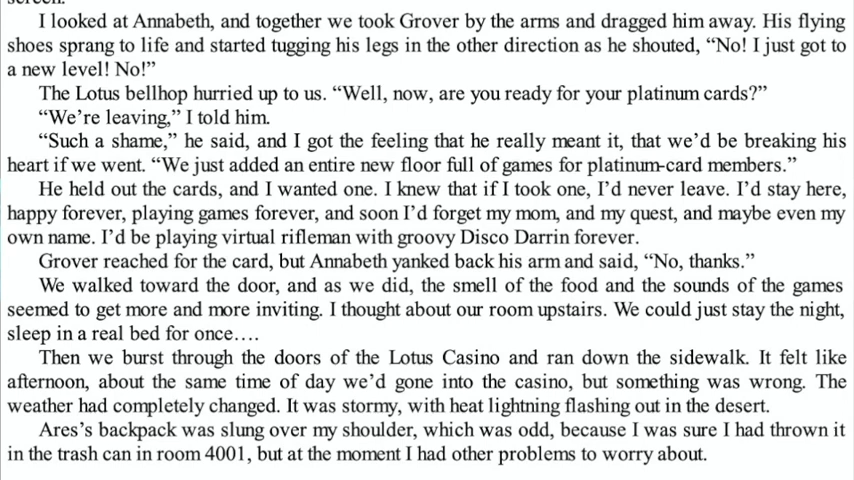 screen.
I looked at Annabeth, and together we took Grover by the arms and dragged him away. His flying
shoes sprang to life and started tugging his legs in the other direction as he shouted, “No! I just got to
a new level! No!”
The Lotus bellhop hurried up to us. “Well, now, are you ready for your platinum cards?”
“We’re leaving,” I told him.
“Such a shame,” he said, and I got the feeling that he really meant it, that we’d be breaking his
heart if we went. “We just added an entire new floor full of games for platinum-card members.”
He held out the cards, and I wanted one. I knew that if I took one, I’d never leave. I’d stay here,
happy forever, playing games forever, and soon I’d forget my mom, and my quest, and maybe even my
own name. I’d be playing virtual rifleman with groovy Disco Darrin forever.
Grover reached for the card, but Annabeth yanked back his arm and said, “No, thanks.”
We walked toward the door, and as we did, the smell of the food and the sounds of the games
seemed to get more and more inviting. I thought about our room upstairs. We could just stay the night,
sleep in a real bed for once….
Then we burst through the doors of the Lotus Casino and ran down the sidewalk. It felt like
afternoon, about the same time of day we’d gone into the casino, but something was wrong. The
weather had completely changed. It was stormy, with heat lightning flashing out in the desert.
Ares’s backpack was slung over my shoulder, which was odd, because I was sure I had thrown it
in the trash can in room 4001, but at the moment I had other problems to worry about.